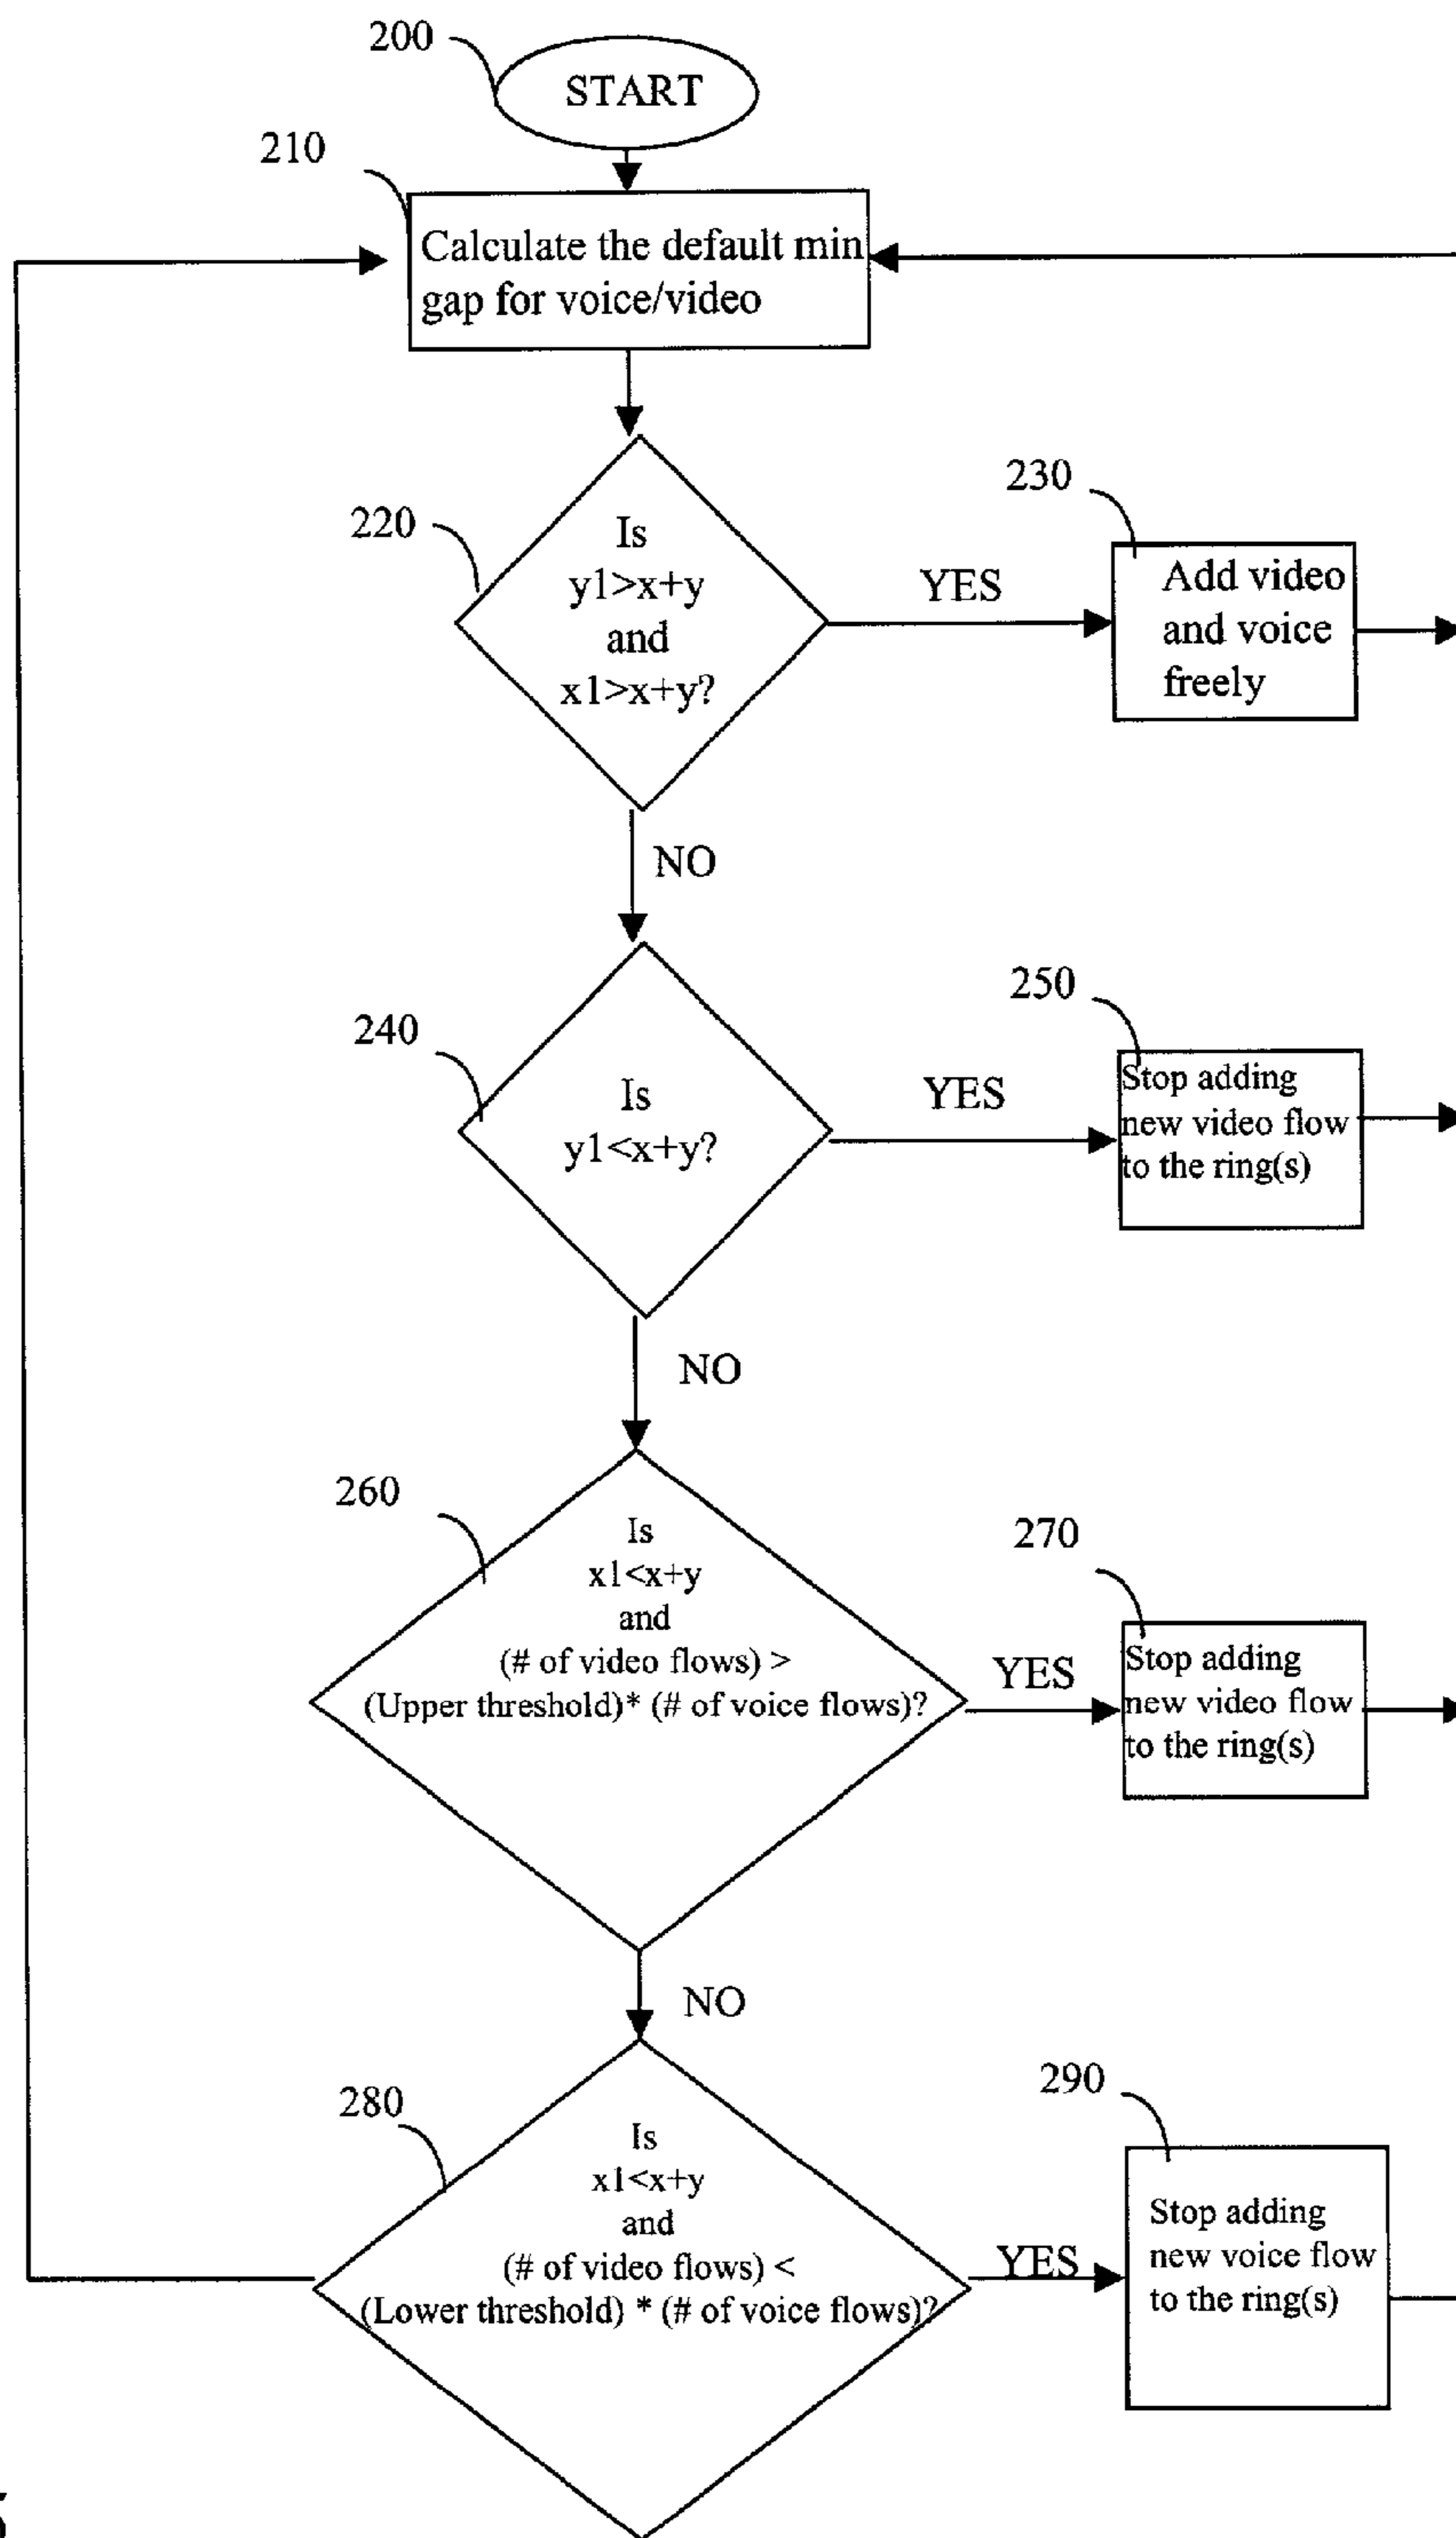 200
START
210
Calculate the default min
gap for voice/video
220
Is
y1>x+y
and
x1>x+y?
YES
230
Add video
and voice
freely
NO
240
Is
y1<x+y?
YES
250
Stop adding
new video flow
to the ring(s)
NO
260
Is
x1<x+y
and
(# of video flows) >
(Upper threshold)* (# of voice flows)?
YES
270
Stop adding
new video flow
to the ring(s)
NO
280
Is
x1<x+y
and
(# of video flows) <
(Lower threshold) * (# of voice flows)?
YES
290
Stop adding
new voice flow
to the ring(s)